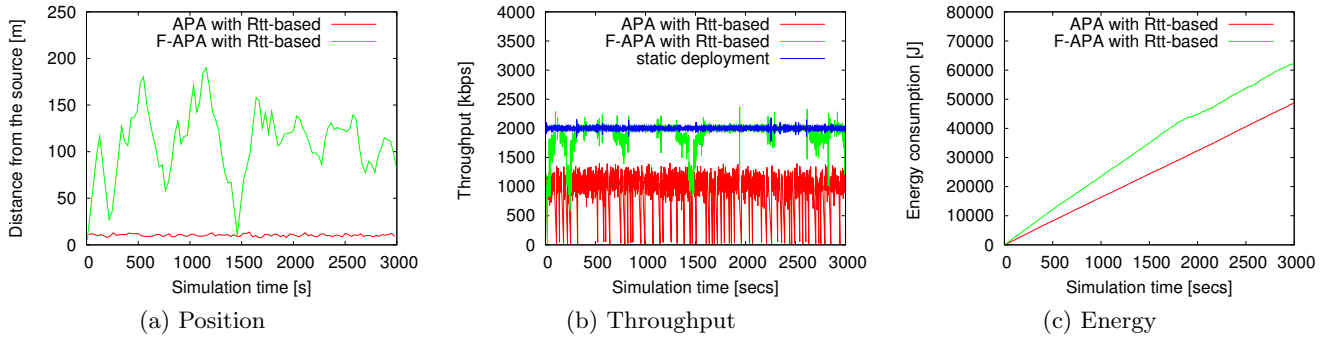 250
200
150
100
50
0
Distance from the source [m]
APA with Rtt-based
F-APA with Rtt-based
0 500 1000 1500 2000 2500 3000
Simulation time [s]
(a) Position
4000
3500
3000
2500
2000
1500
1000
500
0
Throughput [kbps]
APA with Rtt-based
F-APA with Rtt-based
static deployment
0 500 1000 1500 2000 2500 3000
Simulation time [secs]
(b) Throughput
80000
70000
60000
50000
40000
30000
20000
10000
0
Energy consumption [J]
APA with Rtt-based
F-APA with Rtt-based
0 500 1000 1500 2000 2500 3000
Simulation time [secs]
(c) Energy